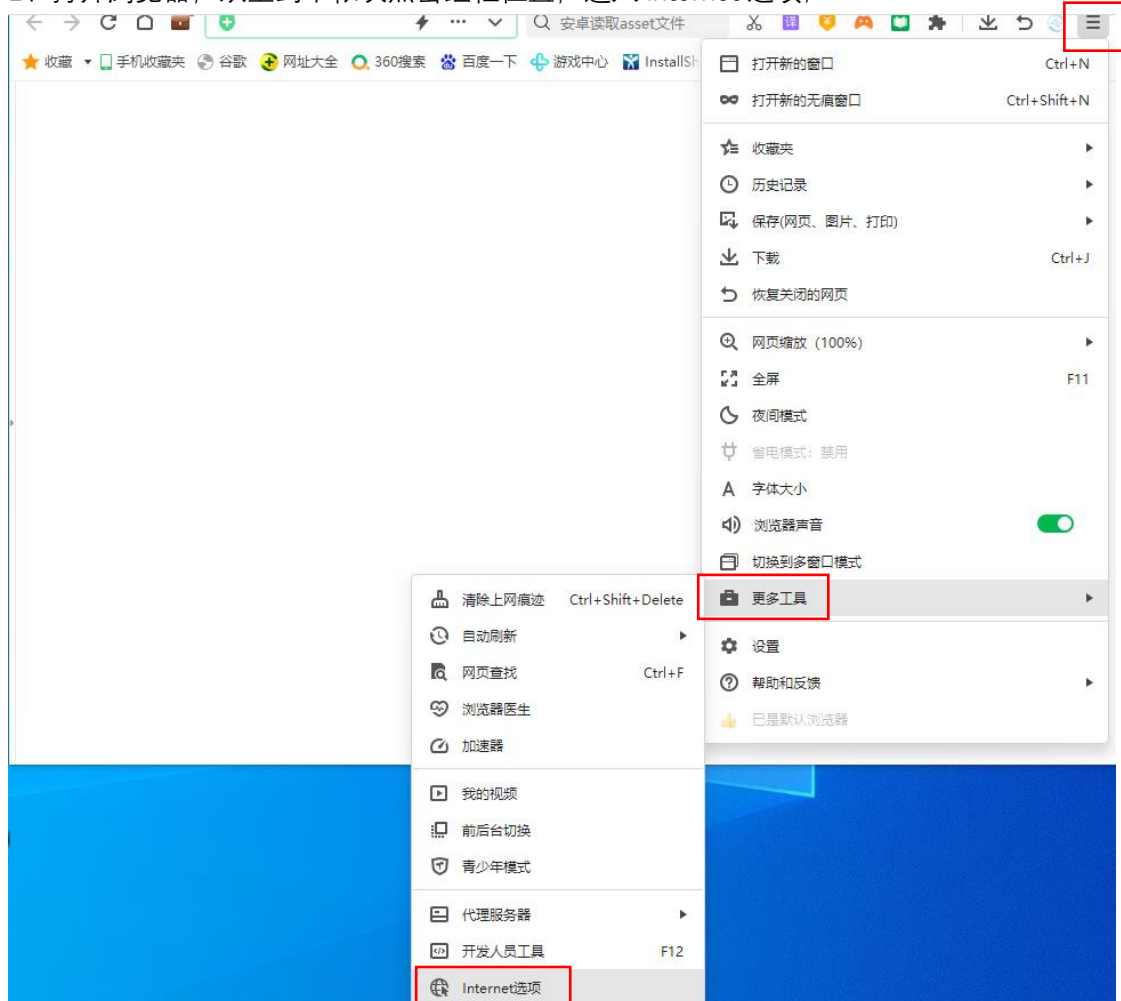 安卓读取asset文件
译
收藏 手机收藏夹 谷歌 网址大全 360搜索 百度一下 游戏中心 InstallSh
打开新的窗口 Ctrl+N
打开新的无痕窗口 Ctrl+Shift+N
收藏夹
历史记录
保存(网页、图片、打印)
下载 Ctrl+J
恢复关闭的网页
网页缩放 (100%)
全屏 F11
夜间模式
省电模式: 禁用
A 字体大小
浏览器声音
切换到多窗口模式
更多工具
设置
帮助和反馈
已是默认浏览器
清除上网痕迹 Ctrl+Shift+Delete
自动刷新
网页查找 Ctrl+F
浏览器医生
加速器
我的视频
前后台切换
青少年模式
代理服务器
开发人员工具 F12
Internet选项